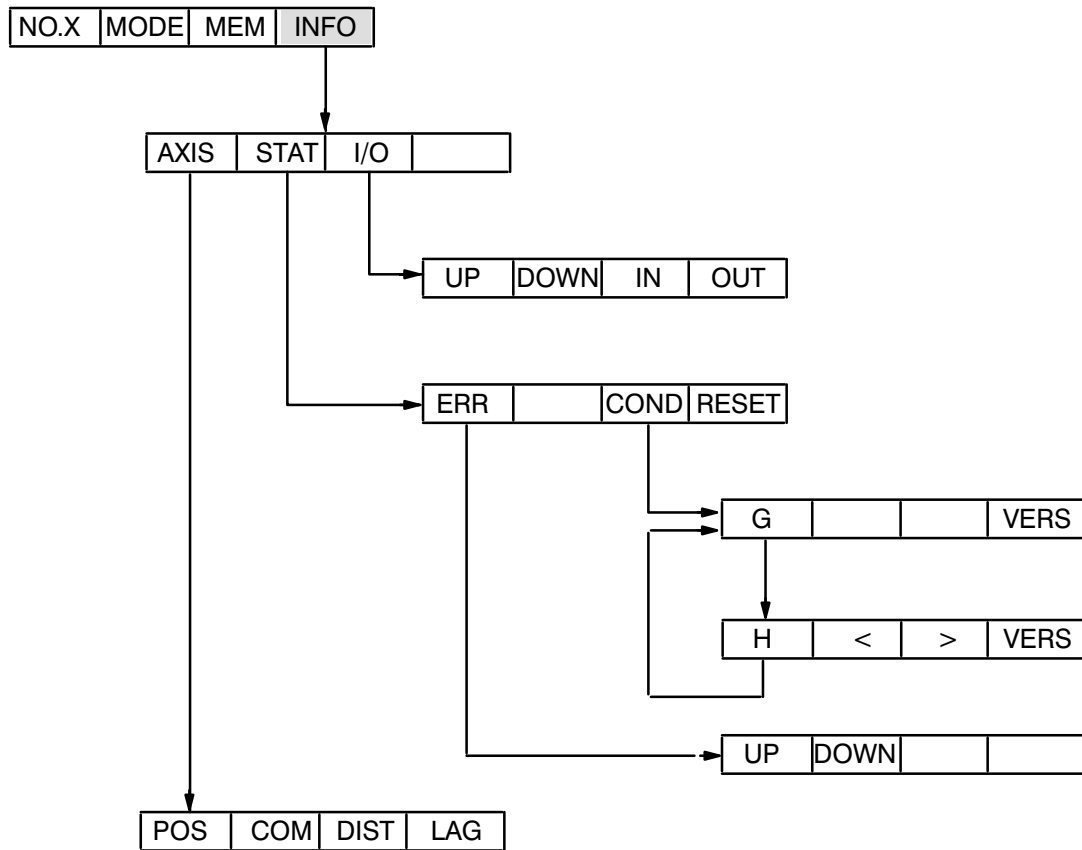 NO.X MODE MEM INFO
AXIS STAT I/O
UP DOWN IN OUT
ERR COND RESET
G VERS
H < > VERS
UP DOWN
POS COM DIST LAG